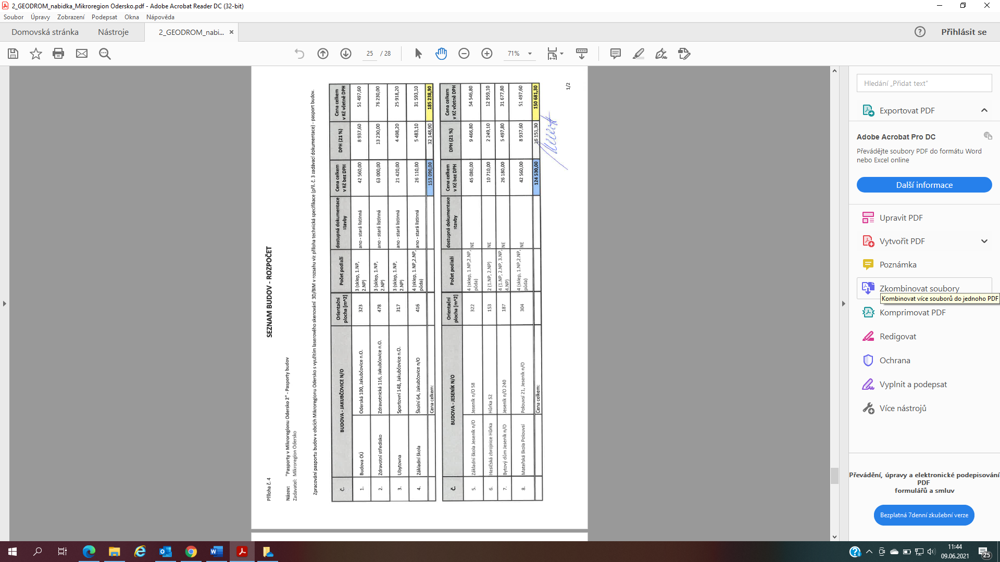 2_GEODROM_nabidka_Mikroregion Odersko.pdf - Adobe Acrobat Reader DC (32-bit)
Soubor Úpravy Zobrazení Podepsat Okna Nápověda
Domovská stránka Nástroje 2_GEODROM_nabi... × Přihlásit se
25 / 28 71%
Příloha č. 4
SEZNAM BUDOV - ROZPOČET
Název: "Pasporty v Mikroregionu Odersko 2" - Pasporty budov
Zadavatel: Mikroregion Odersko
Zpracování pasportu budov v obcích Mikroregionu Odersko s využitím laserového skenování 3D/BIM v rozsahu viz příloha technická specifikace (příl. č. 3 zadávací dokumentace) - pasport budov.
Č. BUDOVA - JAKUBČOVICE N/O Orientační plocha [m^2] Počet podlaží dostupná dokumentace stavby Cena celkem v Kč bez DPH DPH (21 %) Cena celkem v Kč včetně DPH
1. Budova OÚ Oderská 100, Jakubčovice n.O. 323 3 (sklep, 1.NP, 2.NP) ano - stará listinná 42 560,00 8 937,60 51 497,60
2. Zdravotní středisko Zdravotnická 116, Jakubčovice n.O. 478 3 (sklep, 1.NP, 2.NP) ano - stará listinná 63 000,00 13 230,00 76 230,00
3. Ubytovna Sportovní 148, Jakubčovice n.O. 317 3 (sklep, 1.NP, 2.NP) ano - stará listinná 21 420,00 4 498,20 25 918,20
4. Základní škola Školní 64, Jakubčovice n/O 416 4 (sklep, 1.NP,2.NP, půda) ano - stará listinná 26 110,00 5 483,10 31 593,10
Cena celkem: 153 090,00 32 148,90 185 238,90
Č. BUDOVA - JESENÍK N/O Orientační plocha [m^2] Počet podlaží dostupná dokumentace stavby Cena celkem v Kč bez DPH DPH (21 %) Cena celkem v Kč včetně DPH
5. Základní škola Jeseník n/O Jeseník n/O 58 322 4 (sklep, 1.NP,2.NP, půda) NE 45 080,00 9 466,80 54 546,80
6. Hasičská zbrojnice Hůrka Hůrka 52 153 2 (1.NP, 2.NP) NE 10 710,00 2 249,10 12 959,10
7. Bytový dům Jeseník n/O Jeseník n/O 240 187 4 (1.NP, 2.NP, 3.NP, 4.NP) NE 26 180,00 5 497,80 31 677,80
8. Mateřská škola Polouvsí Polouvsí 21, Jeseník n/O 304 4 (sklep, 1.NP,2.NP, půda) NE 42 560,00 8 937,60 51 497,60
Cena celkem: 124 530,00 26 151,30 150 681,30
1/2
Hledání „Přidat text"
Exportovat PDF
Adobe Acrobat Pro DC
Převádějte soubory PDF do formátu Word
nebo Excel online
Další informace
Upravit PDF
Vytvořit PDF
Poznámka
Zkombinovat soubory
Kombinovat více souborů do jednoho PDF
Komprimovat PDF
Redigovat
Ochrana
Vyplnit a podepsat
Více nástrojů
Převádění, úpravy a elektronické podepisování
PDF
formulářů a smluv
Bezplatná 7denní zkušební verze
11:44
09.06.2021
25